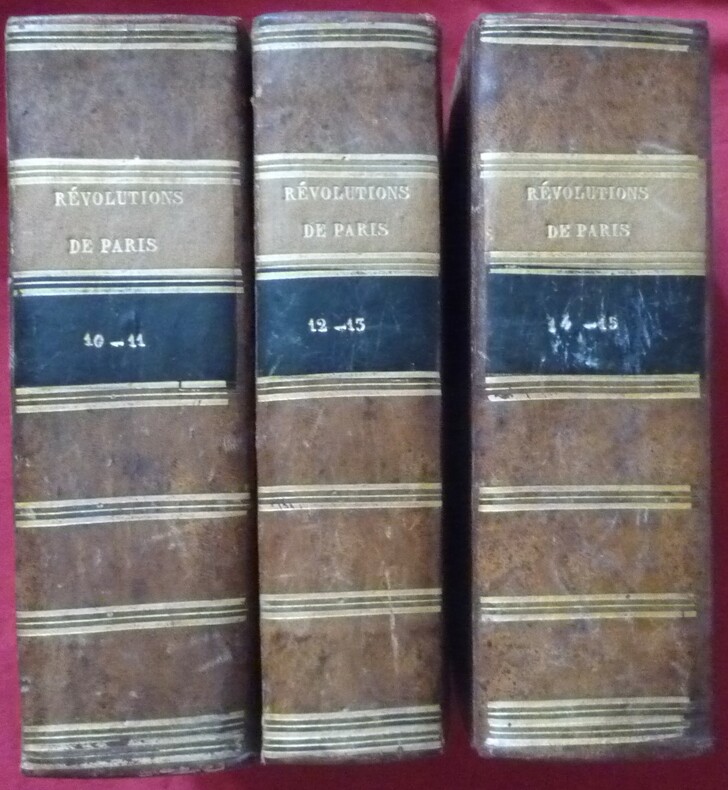 RÉVOLUTIONS
DE PARIS
10-11
RÉVOLUTIONS
DE PARIS
12-13
RÉVOLUTIONS
DE PARIS
14-15